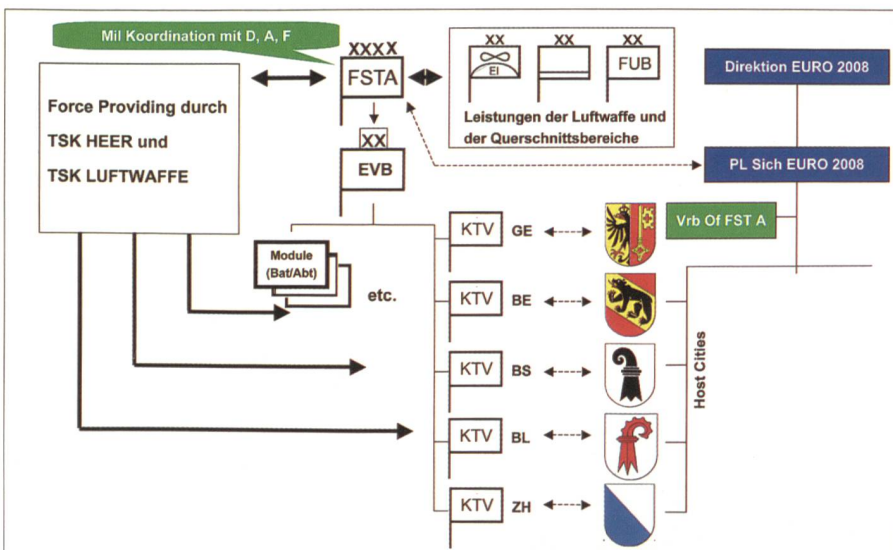 Mil Koordination mit D, A, F
XXXX
FSTA
XX
EI
XX
XX
FUB
Leistungen der Luftwaffe und
der Querschnittsbereiche
Direktion EURO 2008
Force Providing durch
TSK HEER und
TSK LUFTWAFFE
XX
EVB
PL Sich EURO 2008
Vrb Of FST A
Module
(Bat/Abt)
etc.
KTV GE
KTV BE
KTV BS
KTV BL
KTV ZH
Host Cities